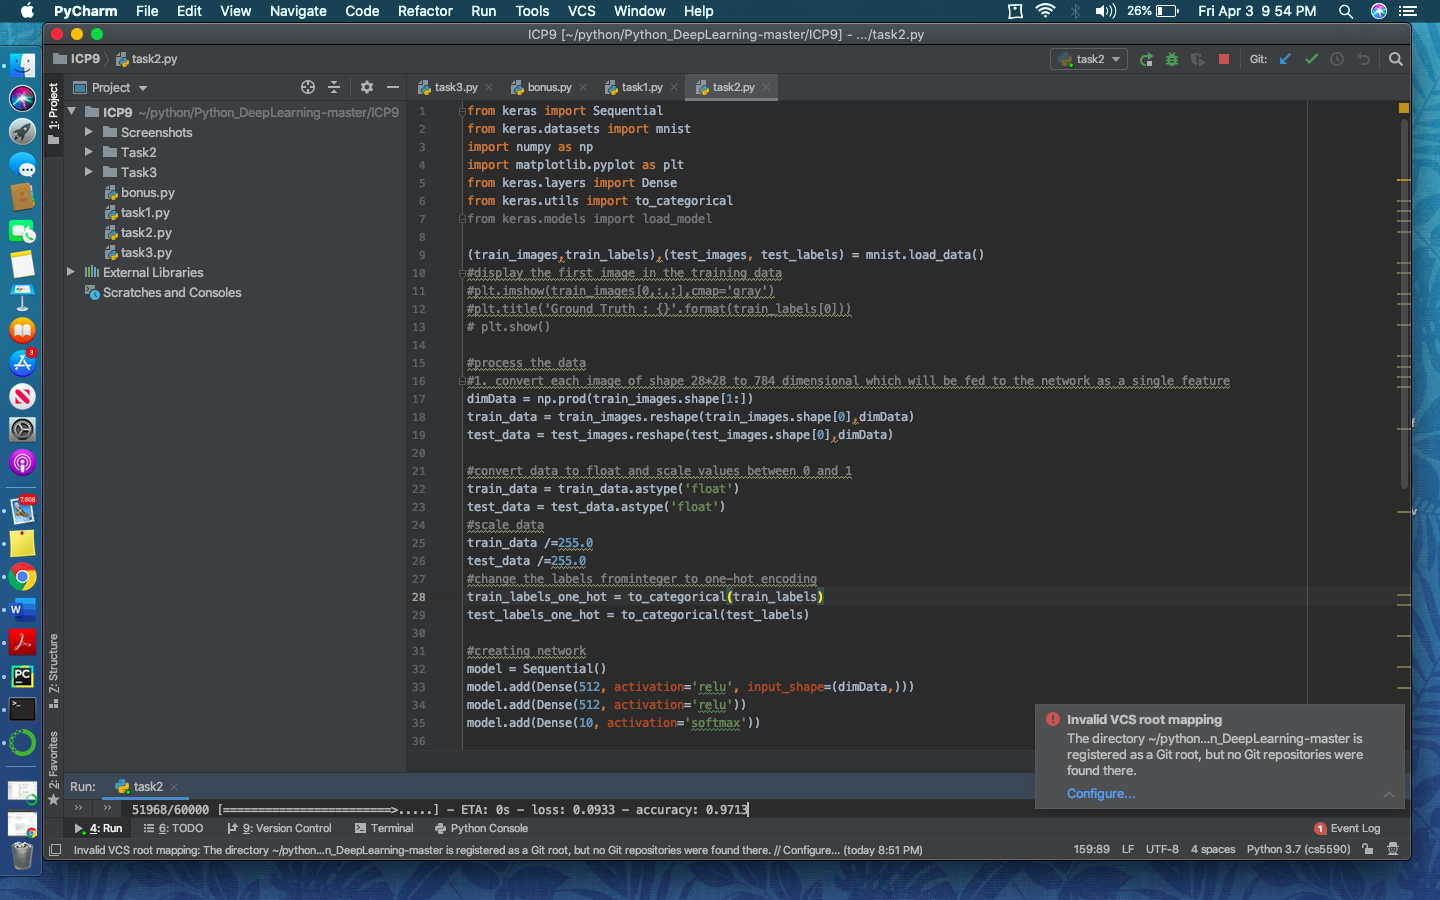 PyCharm File Edit View Navigate Code Refactor Run Tools VCS Window Help 26% Fri Apr 3 9 54 PM
ICP9 [~/python/Python_DeepLearning-master/ICP9] - .../task2.py
ICP9 task2.py task2 Git:
Project task3.py bonus.py task1.py task2.py
1: Project
ICP9 ~/python/Python_DeepLearning-master/ICP9
Screenshots
Task2
Task3
bonus.py
task1.py
task2.py
task3.py
External Libraries
Scratches and Consoles
1 from keras import Sequential
2 from keras.datasets import mnist
3 import numpy as np
4 import matplotlib.pyplot as plt
5 from keras.layers import Dense
6 from keras.utils import to_categorical
7 from keras.models import load_model
8
9 (train_images,train_labels),(test_images, test_labels) = mnist.load_data()
10 #display the first image in the training data
11 #plt.imshow(train_images[0,:,:],cmap='gray')
12 #plt.title('Ground Truth : {}'.format(train_labels[0]))
13 # plt.show()
14
15 #process the data
16 #1. convert each image of shape 28*28 to 784 dimensional which will be fed to the network as a single feature
17 dimData = np.prod(train_images.shape[1:])
18 train_data = train_images.reshape(train_images.shape[0],dimData)
19 test_data = test_images.reshape(test_images.shape[0],dimData)
20
21 #convert data to float and scale values between 0 and 1
22 train_data = train_data.astype('float')
23 test_data = test_data.astype('float')
24 #scale data
25 train_data /=255.0
26 test_data /=255.0
27 #change the labels frominteger to one-hot encoding
28 train_labels_one_hot = to_categorical(train_labels)
29 test_labels_one_hot = to_categorical(test_labels)
30
31 #creating network
32 model = Sequential()
33 model.add(Dense(512, activation='relu', input_shape=(dimData,)))
34 model.add(Dense(512, activation='relu'))
35 model.add(Dense(10, activation='softmax'))
36
3
7,808
W
PC
Z: Structure
2: Favorites
Invalid VCS root mapping
The directory ~/python...n_DeepLearning-master is
registered as a Git root, but no Git repositories were
found there.
Configure...
Run: task2
51968/60000 [========================>.....] - ETA: 0s - loss: 0.0933 - accuracy: 0.9713
4: Run 6: TODO 9: Version Control Terminal Python Console 1 Event Log
Invalid VCS root mapping: The directory ~/python...n_DeepLearning-master is registered as a Git root, but no Git repositories were found there. // Configure... (today 8:51 PM) 159:89 LF UTF-8 4 spaces Python 3.7 (cs5590)